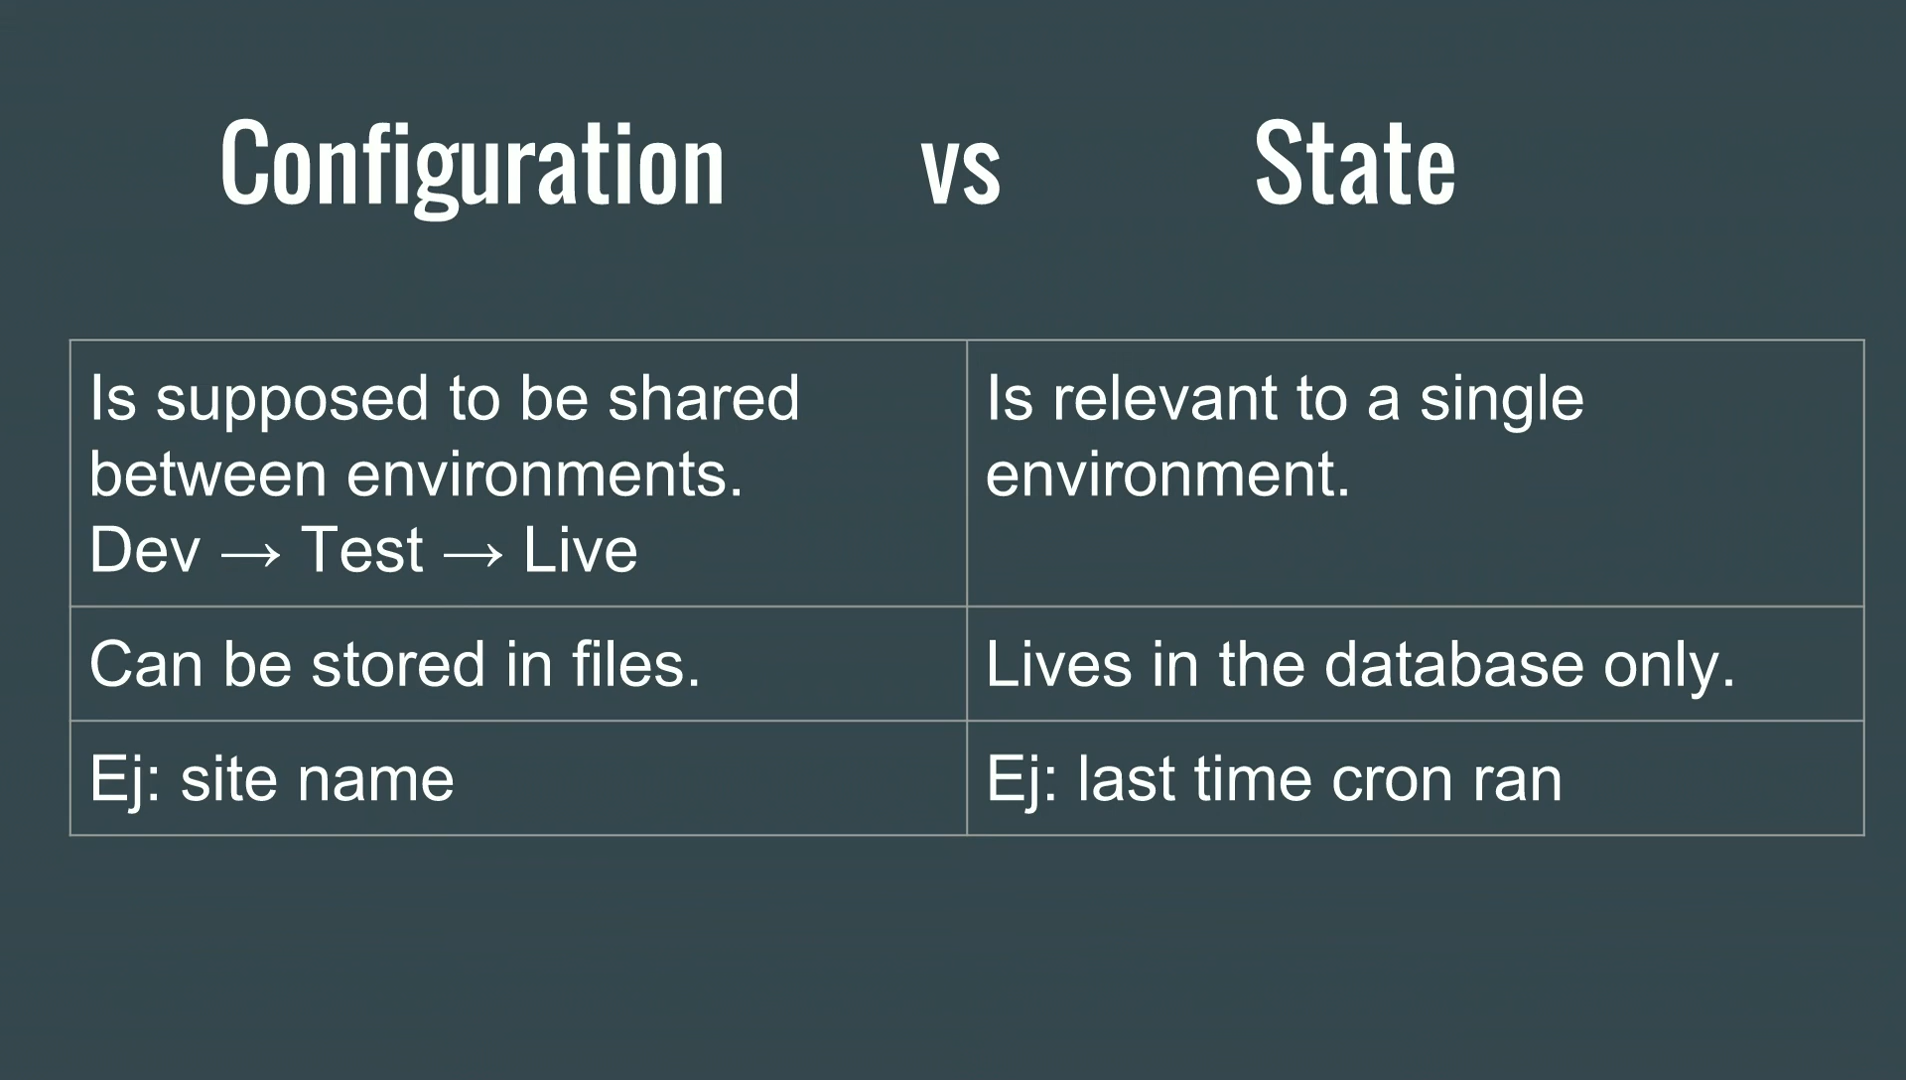 Configuration vs State
Is supposed to be shared
between environments.
Dev → Test → Live
Is relevant to a single
environment.
Can be stored in files.
Lives in the database only.
Ej: site name
Ej: last time cron ran